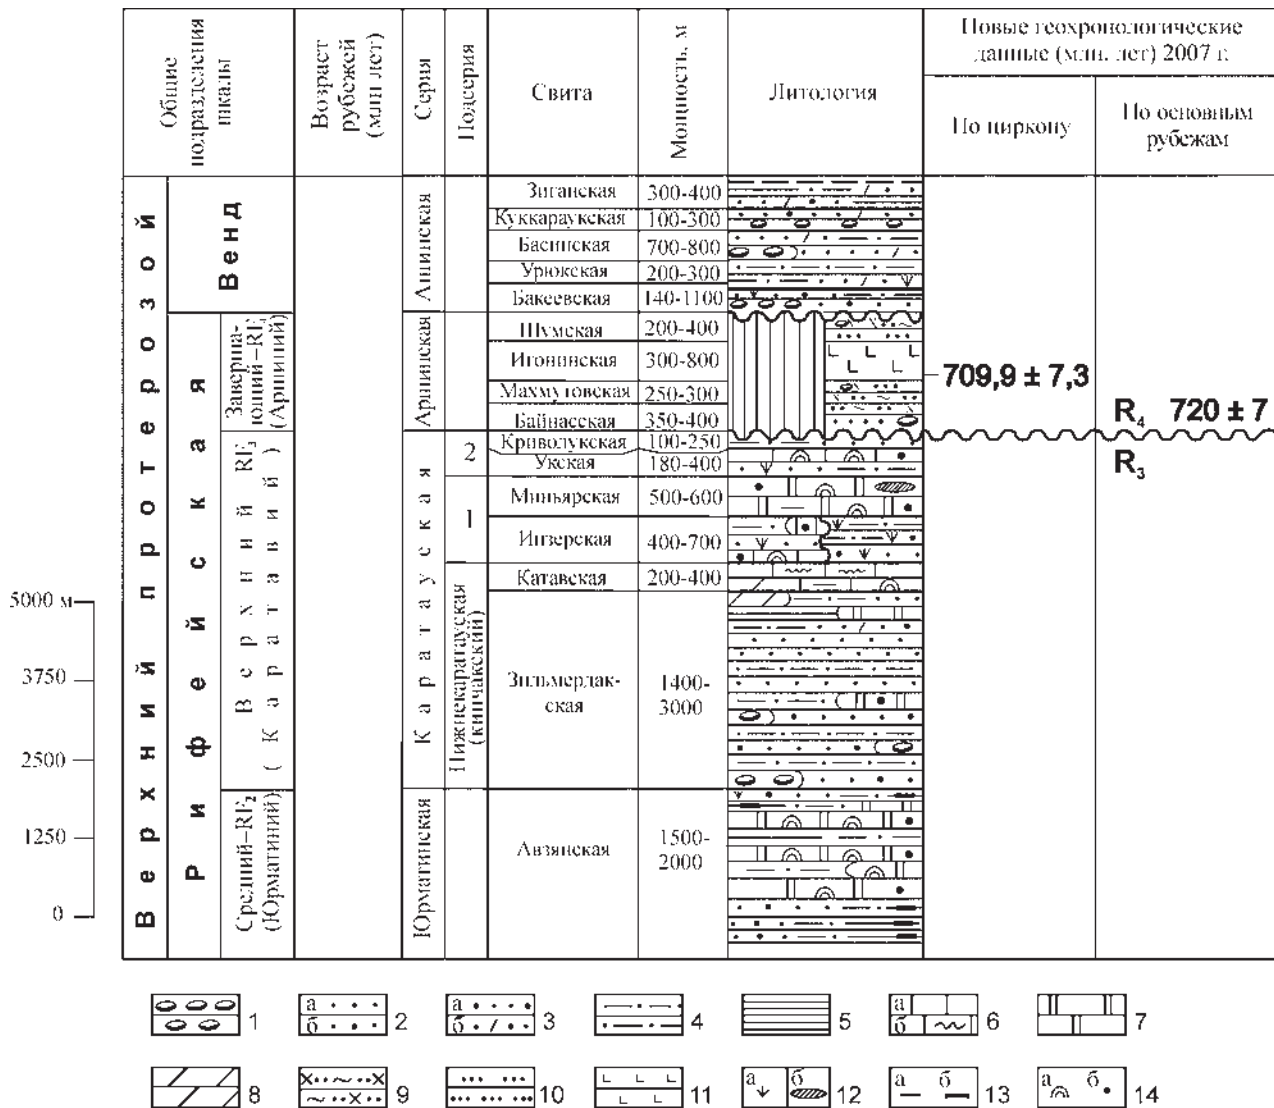 Общие
подразделения
шкалы
Возраст
рубежей
(млн лет)
Серия
Подсерия
Свита
Мощность, м
Литология
Новые геохронологические
данные (млн. лет) 2007 г.
По циркону
По основным
рубежам
Верхний протерозой
Рифейская
Венд
Заверша-
ющий–RF₄
(Аршиний)
Верхний RF₃
(Каратавий)
Средний–RF₂
(Юрматиний)
Ашинская
Аршинская
Каратауская
Юрматинская
2
1
Нижнекаратауская
(кипчакский)
Зиганская 300-400
Куккараукская 100-300
Басинская 700-800
Урюкская 200-300
Бакеевская 140-1100
Шумская 200-400
Игонинская 300-800
Махмутовская 250-300
Байнасская 350-400
Криволукская 100-250
Укская 180-400
Миньярская 500-600
Инзерская 400-700
Катавская 200-400
Зильмердак-
ская
1400-
3000
Авзянская
1500-
2000
709,9 ± 7,3
R₄ 720 ± 7
R₃
5000 м
3750
2500
1250
0
1
а
б
2
а
б
3
4
5
а
б
6
7
8
9
10
11
а
б
12
а
б
13
а
б
14